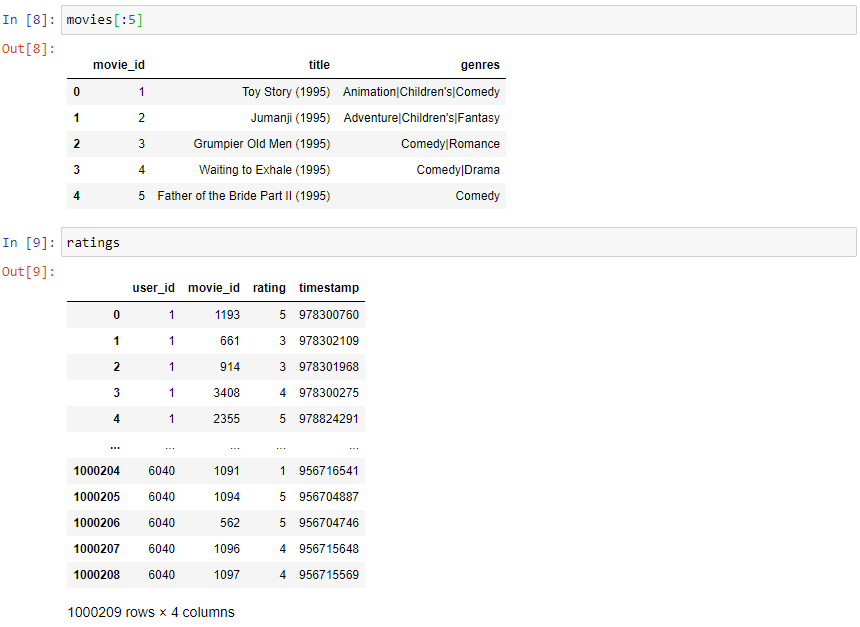 In [8]: movies[:5]
Out[8]:
movie_id title genres
0 1 Toy Story (1995) Animation|Children's|Comedy
1 2 Jumanji (1995) Adventure|Children's|Fantasy
2 3 Grumpier Old Men (1995) Comedy|Romance
3 4 Waiting to Exhale (1995) Comedy|Drama
4 5 Father of the Bride Part II (1995) Comedy
In [9]: ratings
Out[9]:
user_id movie_id rating timestamp
0 1 1193 5 978300760
1 1 661 3 978302109
2 1 914 3 978301968
3 1 3408 4 978300275
4 1 2355 5 978824291
... ... ... ... ...
1000204 6040 1091 1 956716541
1000205 6040 1094 5 956704887
1000206 6040 562 5 956704746
1000207 6040 1096 4 956715648
1000208 6040 1097 4 956715569
1000209 rows × 4 columns